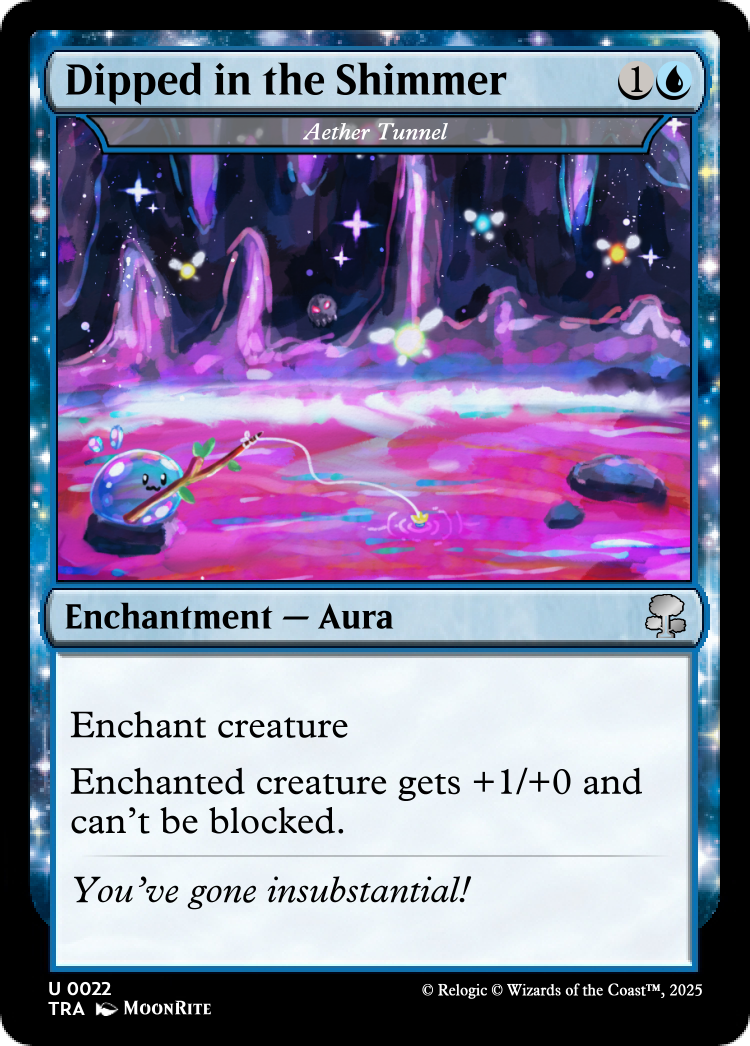 Dipped in the Shimmer 1
Aether Tunnel
Enchantment — Aura
Enchant creature
Enchanted creature gets +1/+0 and
can't be blocked.
You've gone insubstantial!
U 0022
TRA MoonRite
© Relogic © Wizards of the Coast™, 2025